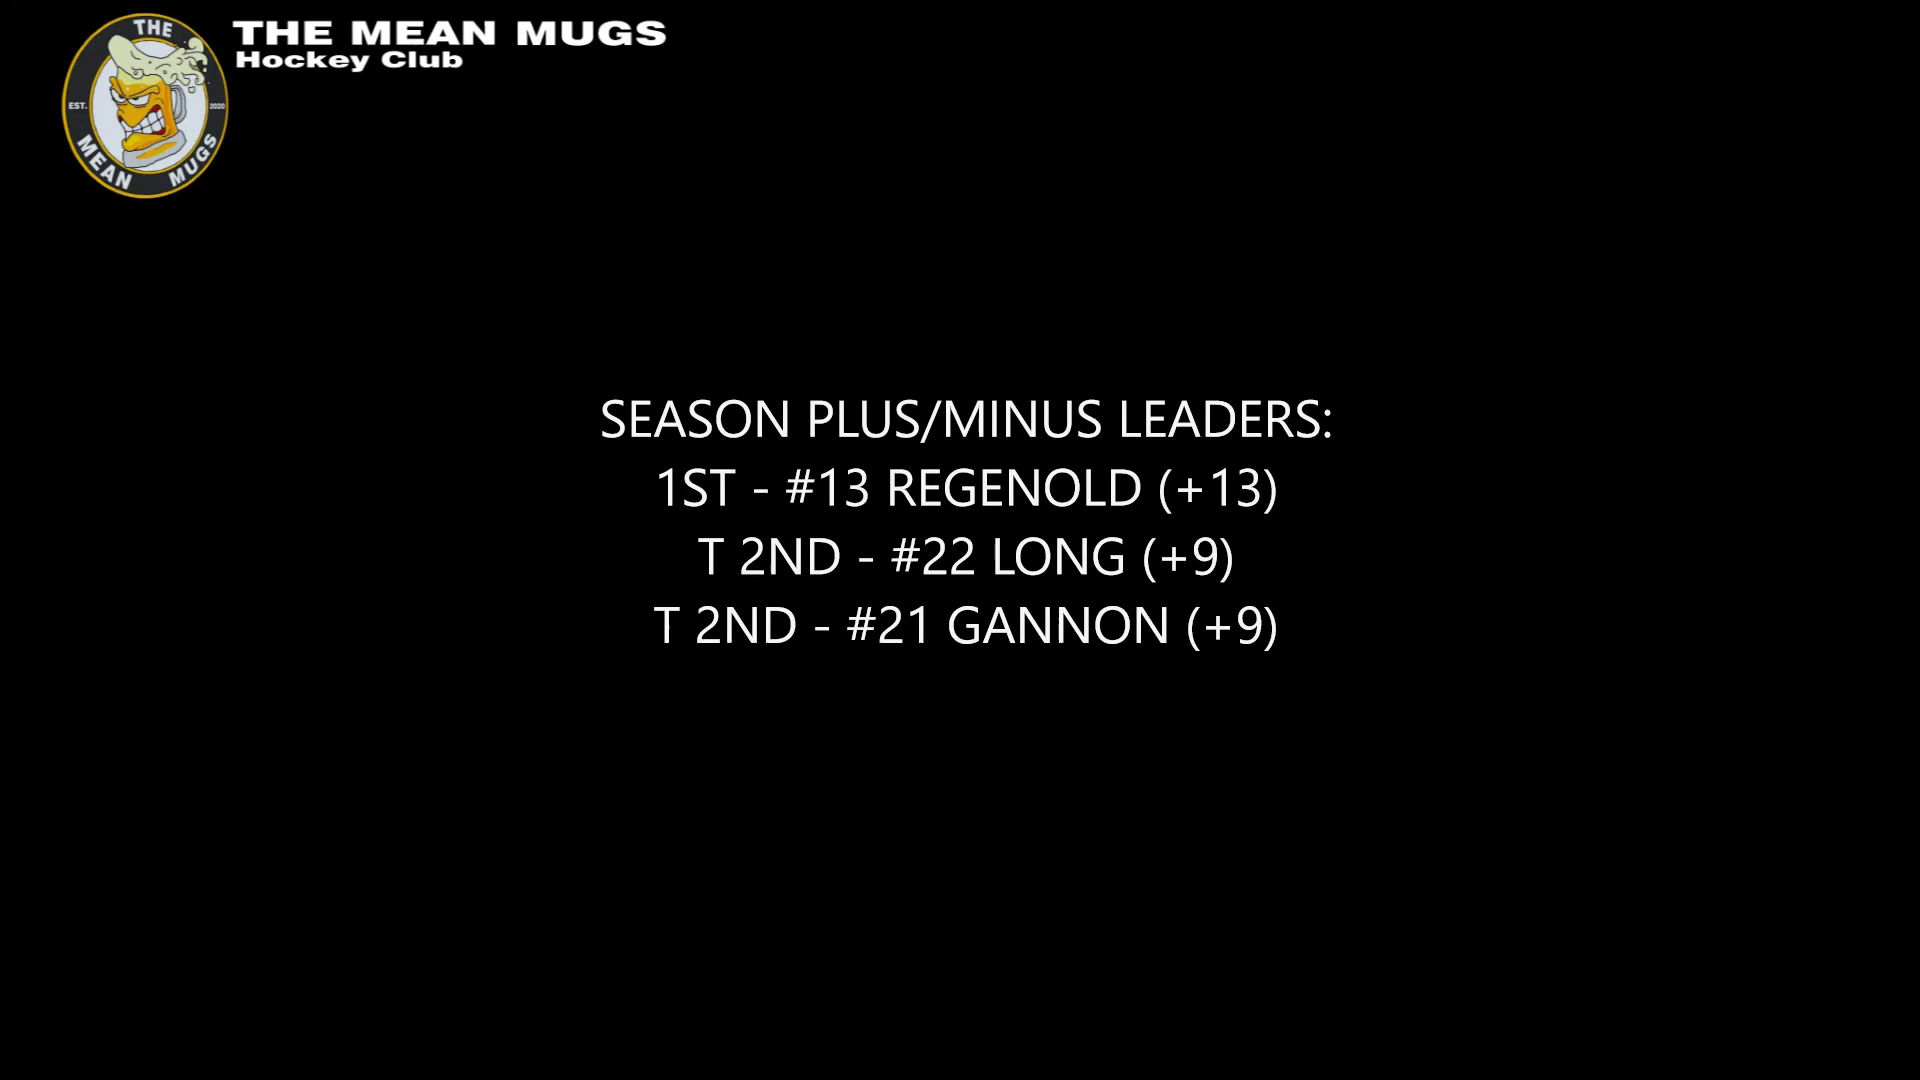 THE
EST.
2020
MEAN MUGS
THE MEAN MUGS
Hockey Club
SEASON PLUS/MINUS LEADERS:
1ST - #13 REGENOLD (+13)
T 2ND - #22 LONG (+9)
T 2ND - #21 GANNON (+9)